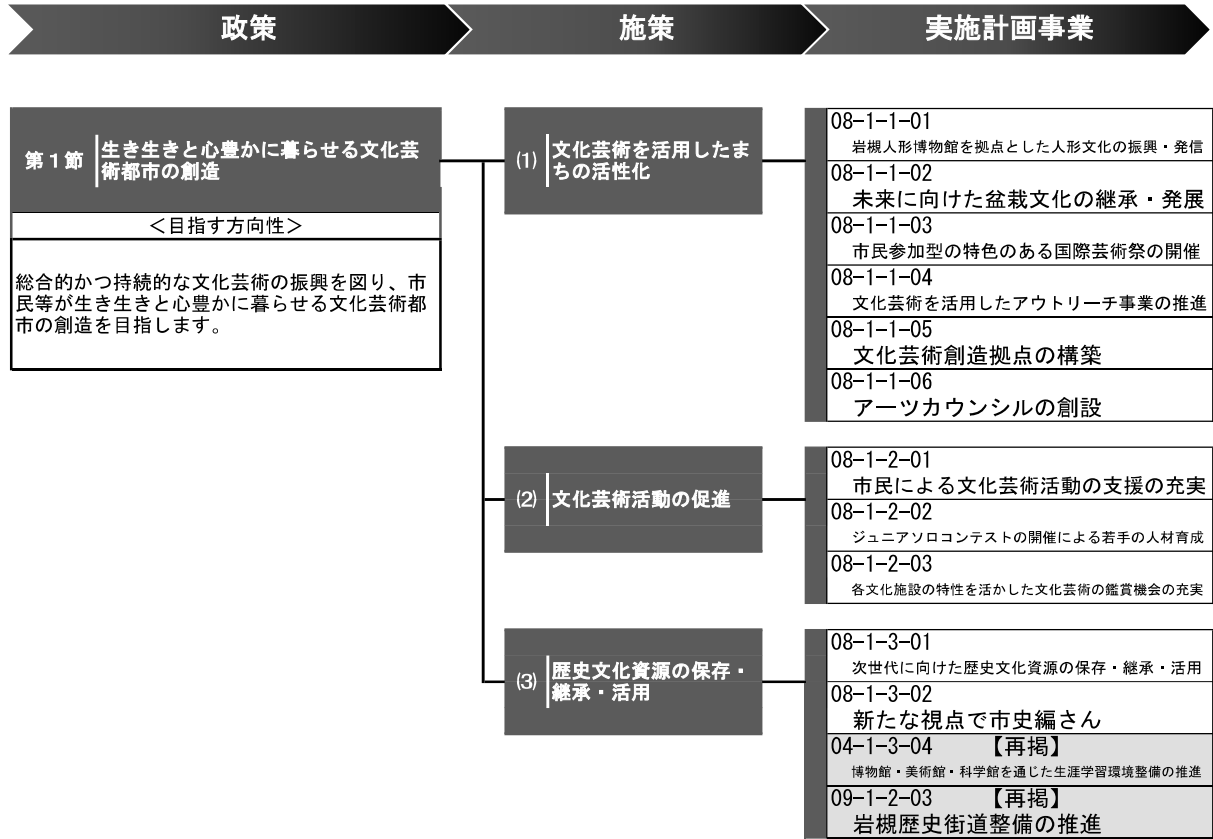 政策
施策
実施計画事業
第１節
生き生きと心豊かに暮らせる文化芸
術都市の創造
＜目指す方向性＞
総合的かつ持続的な文化芸術の振興を図り、市
民等が生き生きと心豊かに暮らせる文化芸術都
市の創造を目指します。
(1)
文化芸術を活用したま
ちの活性化
08-1-1-01
岩槻人形博物館を拠点とした人形文化の振興・発信
08-1-1-02
未来に向けた盆栽文化の継承・発展
08-1-1-03
市民参加型の特色のある国際芸術祭の開催
08-1-1-04
文化芸術を活用したアウトリーチ事業の推進
08-1-1-05
文化芸術創造拠点の構築
08-1-1-06
アーツカウンシルの創設
(2)
文化芸術活動の促進
08-1-2-01
市民による文化芸術活動の支援の充実
08-1-2-02
ジュニアソロコンテストの開催による若手の人材育成
08-1-2-03
各文化施設の特性を活かした文化芸術の鑑賞機会の充実
(3)
歴史文化資源の保存・
継承・活用
08-1-3-01
次世代に向けた歴史文化資源の保存・継承・活用
08-1-3-02
新たな視点で市史編さん
04-1-3-04 【再掲】
博物館・美術館・科学館を通じた生涯学習環境整備の推進
09-1-2-03 【再掲】
岩槻歴史街道整備の推進